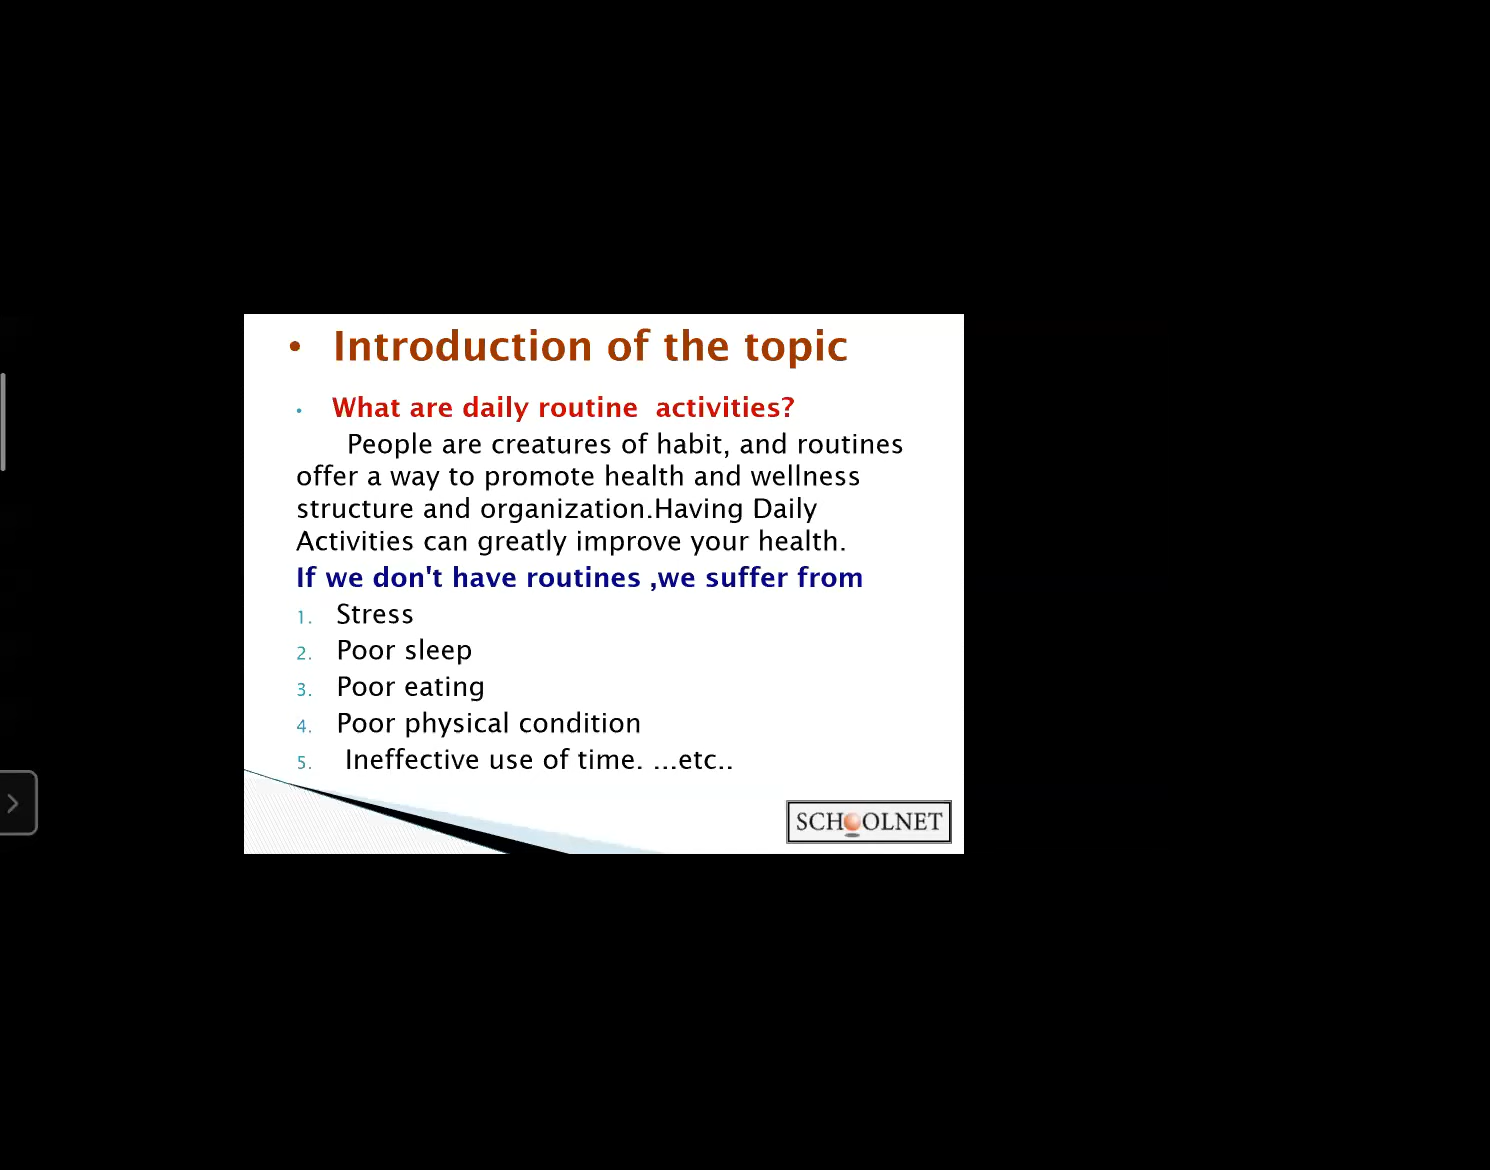 • Introduction of the topic
• What are daily routine  activities?
People are creatures of habit, and routines
offer a way to promote health and wellness
structure and organization.Having Daily
Activities can greatly improve your health.
If we don't have routines ,we suffer from
1. Stress
2. Poor sleep
3. Poor eating
4. Poor physical condition
5. Ineffective use of time. ...etc..
SCHOOLNET